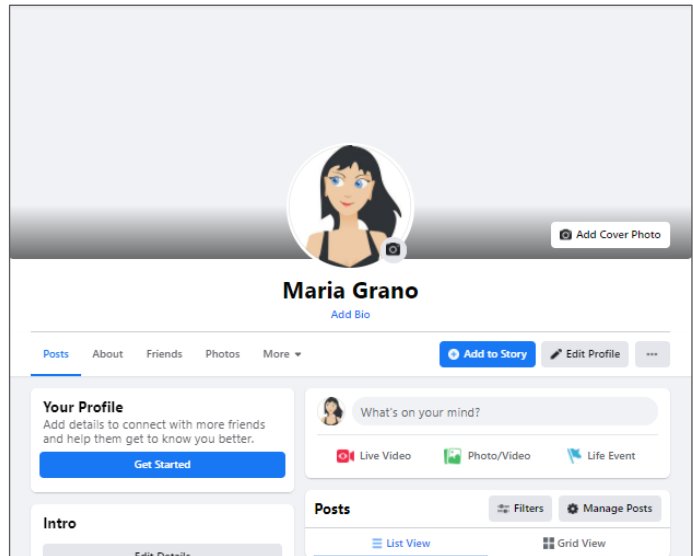 Add Cover Photo
Maria Grano
Add Bio
Posts About Friends Photos More
Add to Story Edit Profile ...
Your Profile
Add details to connect with more friends
and help them get to know you better.
Get Started
What's on your mind?
Live Video Photo/Video Life Event
Intro
Edit Details
Posts Filters Manage Posts
List View Grid View